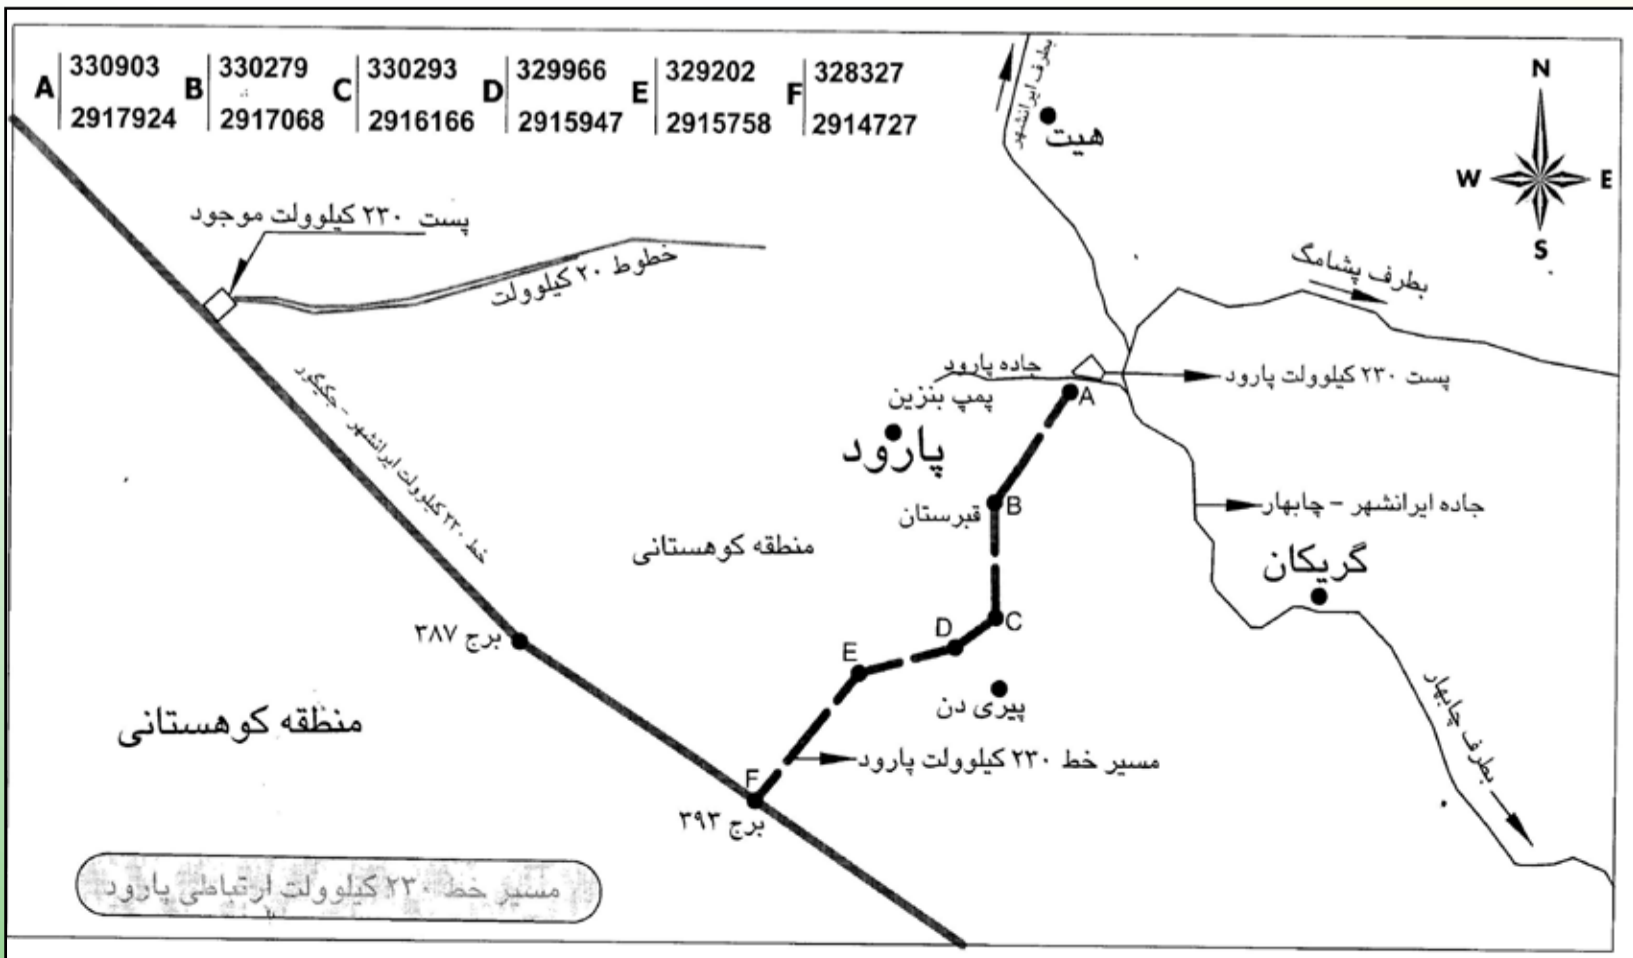 A 330903 2917924
B 330279 2917068
C 330293 2916166
D 329966 2915947
E 329202 2915758
F 328327 2914727
بطرف ایرانشهر
هیت
N
W E
S
پست ۲۳۰ کیلوولت موجود
خطوط ۲۰ کیلوولت
بطرف پشامگ
جاده پارود
پست ۲۳۰ کیلوولت پارود
A
پمپ بنزین
پارود
خط ۲۳۰ کیلوولت ایرانشهر - جکیگور
B
قبرستان
جاده ایرانشهر - چابهار
منطقه کوهستانی
گریکان
C
D
برج ۳۸۷
E
پیری دن
بطرف چابهار
منطقه کوهستانی
مسیر خط ۲۳۰ کیلوولت پارود
F
برج ۳۹۳
مسیر خط ۲۳۰ کیلوولت ارتباطی پارود